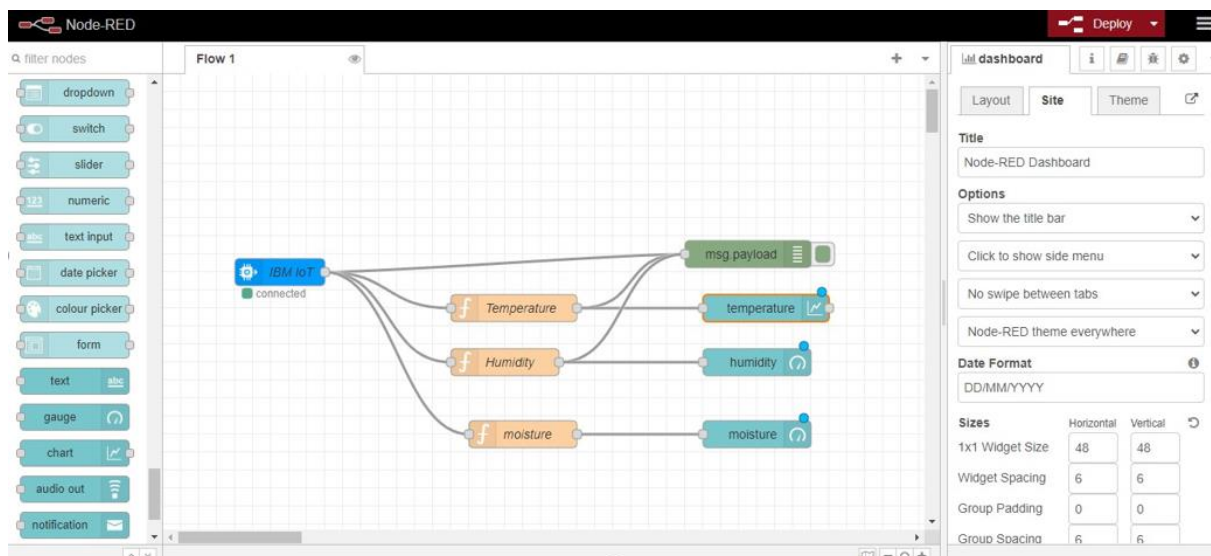 Node-RED
Deploy
filter nodes
Flow 1
dashboard
i
dropdown
switch
slider
123 numeric
abc text input
date picker
colour picker
form
text abc
gauge
chart
audio out
notification
IBM IoT
connected
f Temperature
f Humidity
f moisture
msg.payload
temperature
humidity
moisture
Layout Site Theme
Title
Node-RED Dashboard
Options
Show the title bar
Click to show side menu
No swipe between tabs
Node-RED theme everywhere
Date Format
DD/MM/YYYY
Sizes Horizontal Vertical
1x1 Widget Size 48 48
Widget Spacing 6 6
Group Padding 0 0
Group Spacing 6 6